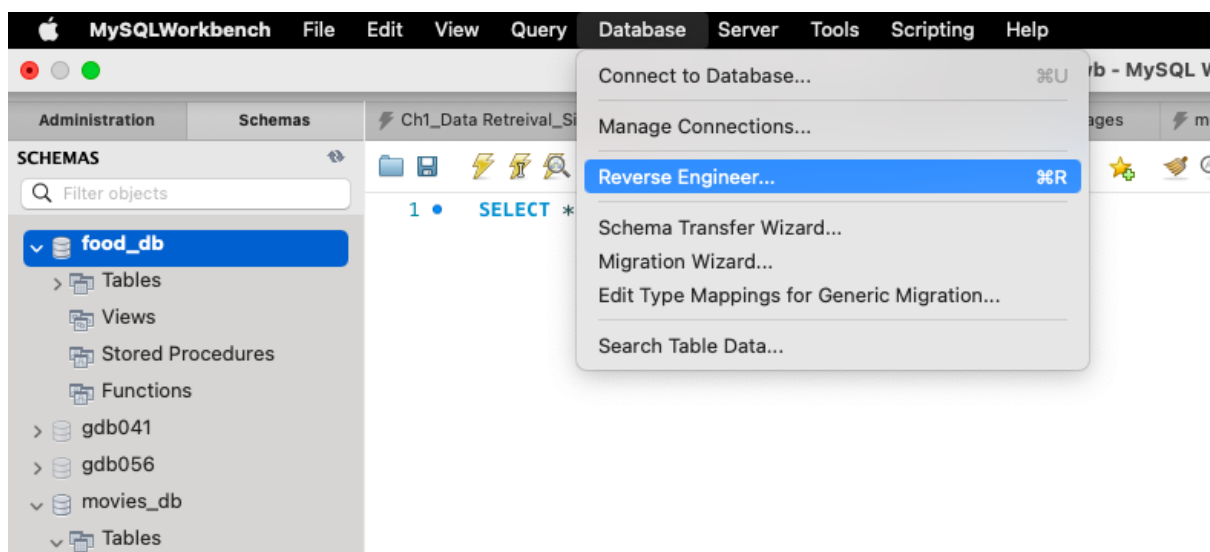 MySQLWorkbench File Edit View Query Database Server Tools Scripting Help
Connect to Database... ⌘U
b - MySQL W
Administration Schemas
Ch1_Data Retreival_Si
ages
m
SCHEMAS
Manage Connections...
Filter objects
Reverse Engineer... ⌘R
1 SELECT *
Schema Transfer Wizard...
food_db
Migration Wizard...
Tables
Edit Type Mappings for Generic Migration...
Views
Search Table Data...
Stored Procedures
Functions
gdb041
gdb056
movies_db
Tables